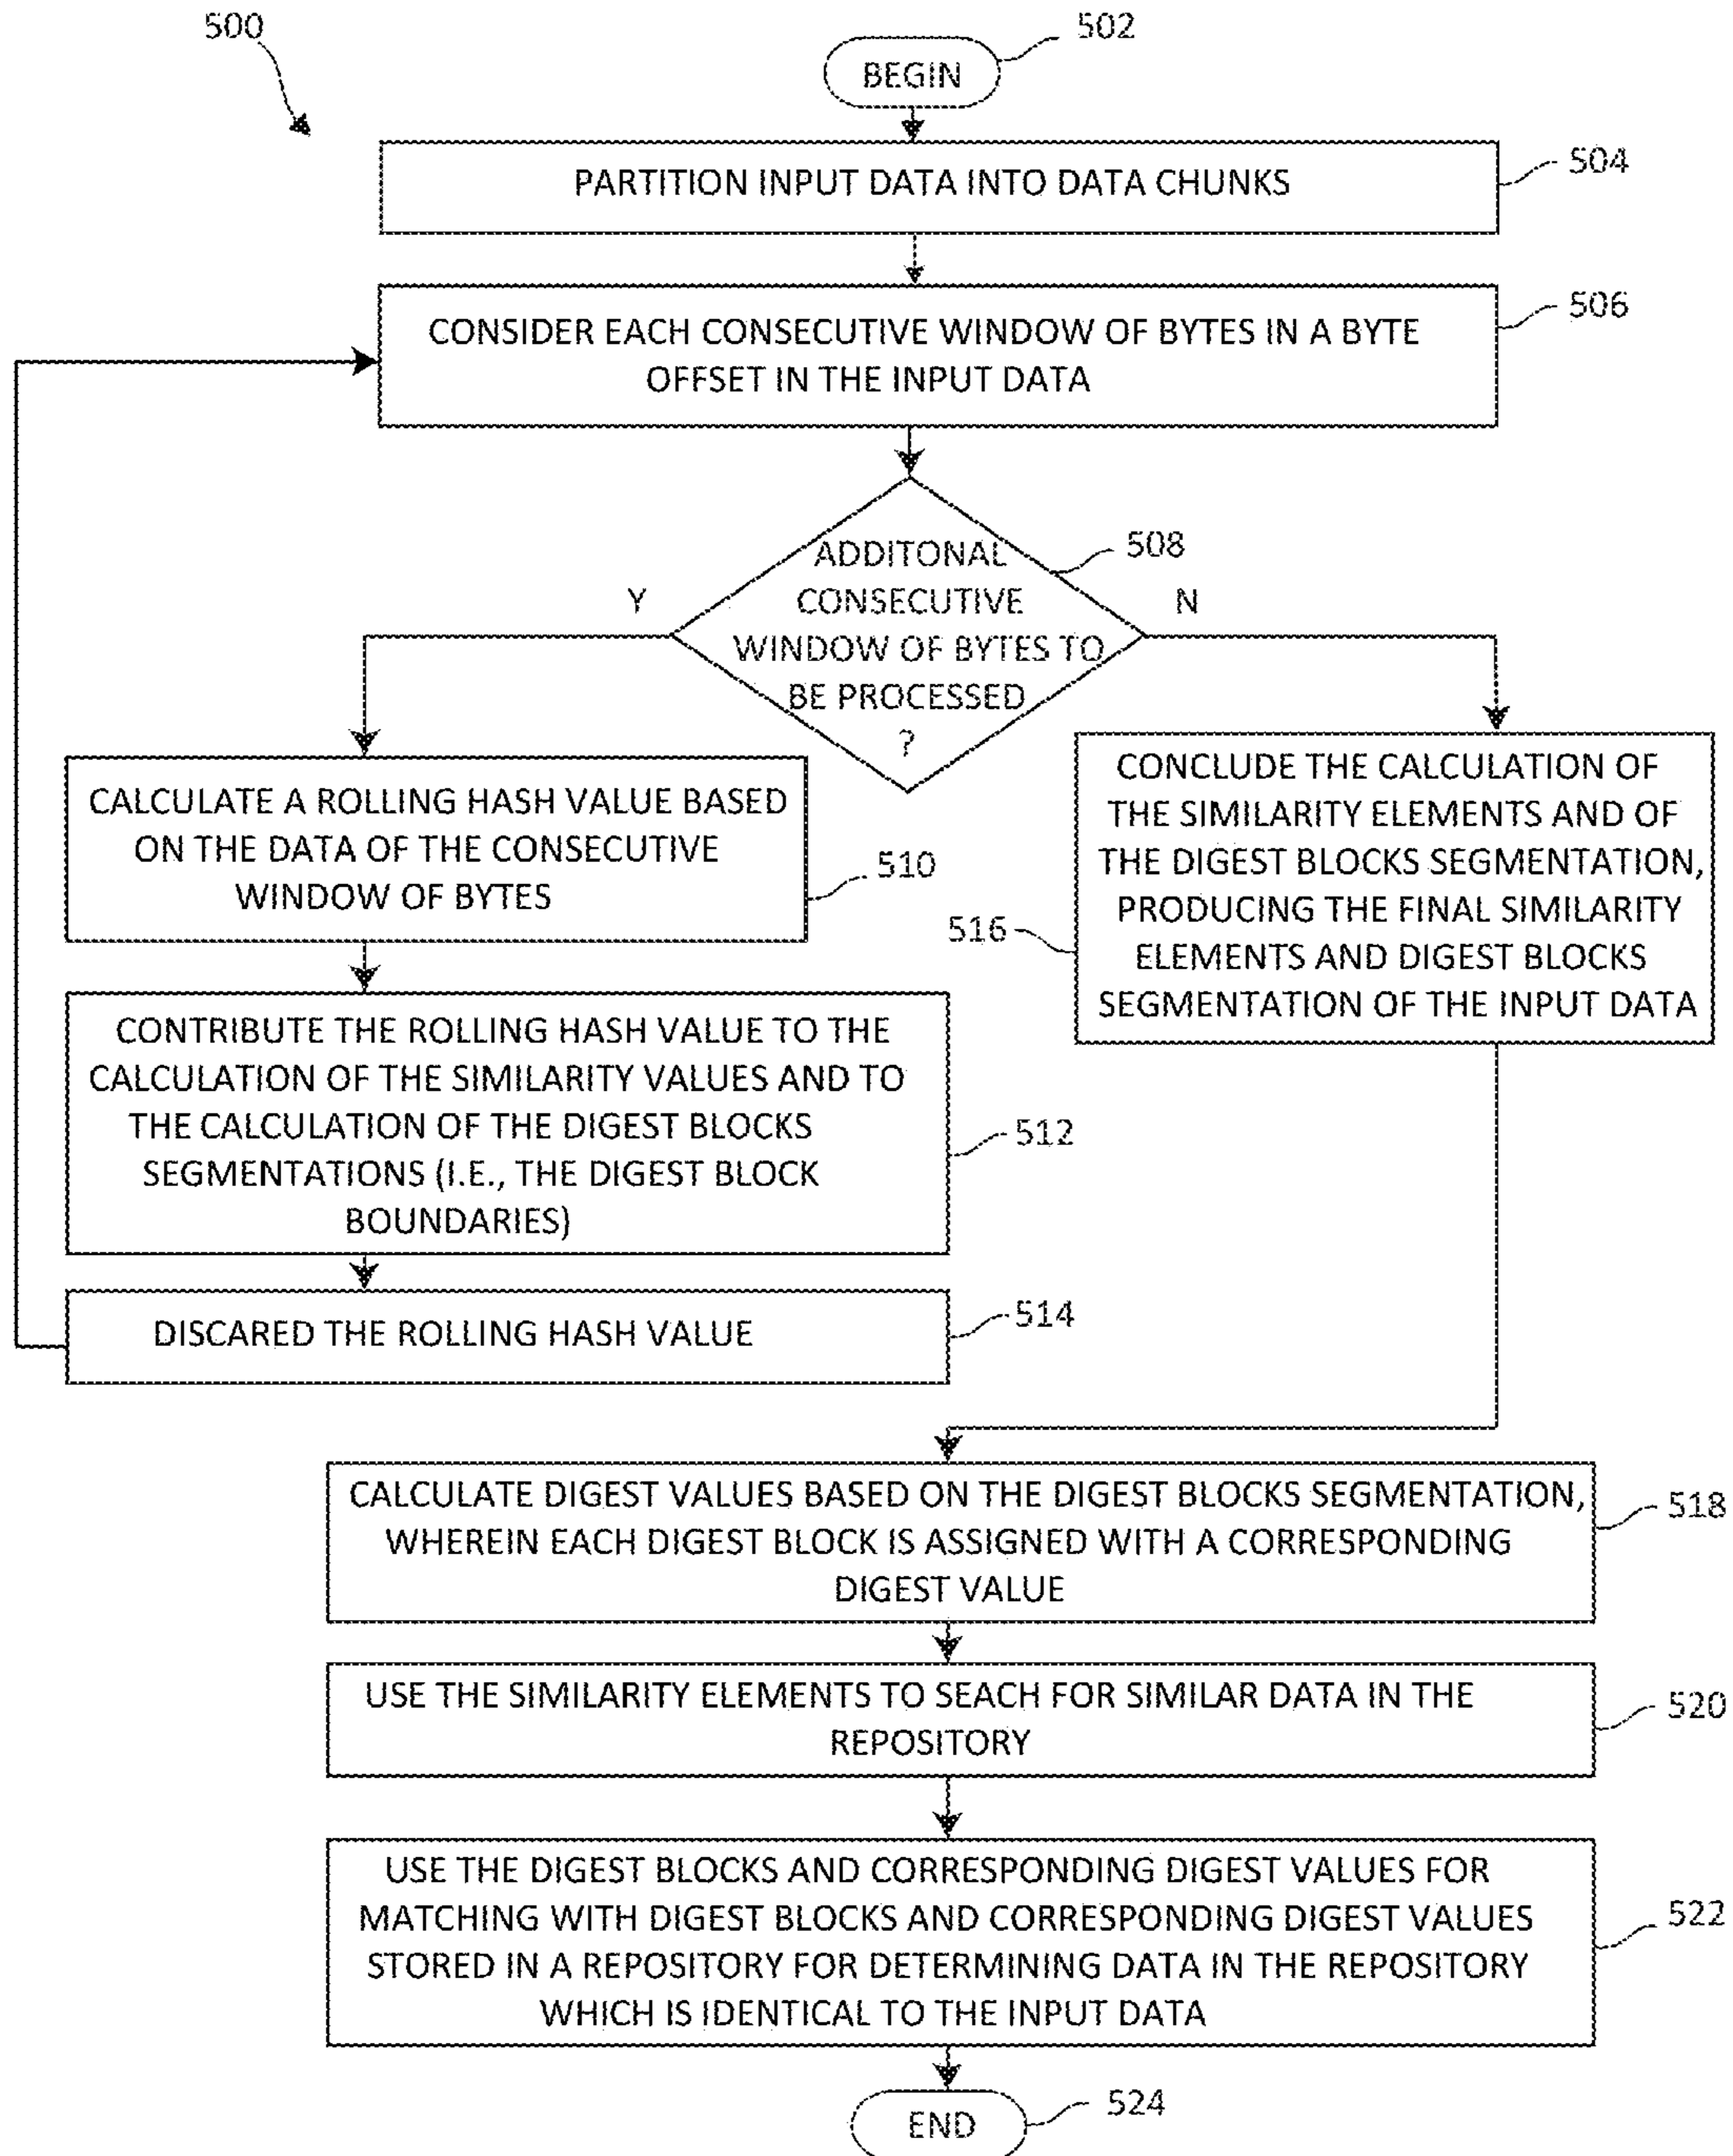 500
502
BEGIN
PARTITION INPUT DATA INTO DATA CHUNKS
504
CONSIDER EACH CONSECUTIVE WINDOW OF BYTES IN A BYTE
OFFSET IN THE INPUT DATA
506
ADDITONAL
CONSECUTIVE
WINDOW OF BYTES TO
BE PROCESSED
?
508
Y
N
CALCULATE A ROLLING HASH VALUE BASED
ON THE DATA OF THE CONSECUTIVE
WINDOW OF BYTES
510
CONTRIBUTE THE ROLLING HASH VALUE TO THE
CALCULATION OF THE SIMILARITY VALUES AND TO
THE CALCULATION OF THE DIGEST BLOCKS
SEGMENTATIONS (I.E., THE DIGEST BLOCK
BOUNDARIES)
512
DISCARED THE ROLLING HASH VALUE
514
CONCLUDE THE CALCULATION OF
THE SIMILARITY ELEMENTS AND OF
THE DIGEST BLOCKS SEGMENTATION,
PRODUCING THE FINAL SIMILARITY
ELEMENTS AND DIGEST BLOCKS
SEGMENTATION OF THE INPUT DATA
516
CALCULATE DIGEST VALUES BASED ON THE DIGEST BLOCKS SEGMENTATION,
WHEREIN EACH DIGEST BLOCK IS ASSIGNED WITH A CORRESPONDING
DIGEST VALUE
518
USE THE SIMILARITY ELEMENTS TO SEACH FOR SIMILAR DATA IN THE
REPOSITORY
520
USE THE DIGEST BLOCKS AND CORRESPONDING DIGEST VALUES FOR
MATCHING WITH DIGEST BLOCKS AND CORRESPONDING DIGEST VALUES
STORED IN A REPOSITORY FOR DETERMINING DATA IN THE REPOSITORY
WHICH IS IDENTICAL TO THE INPUT DATA
522
END
524